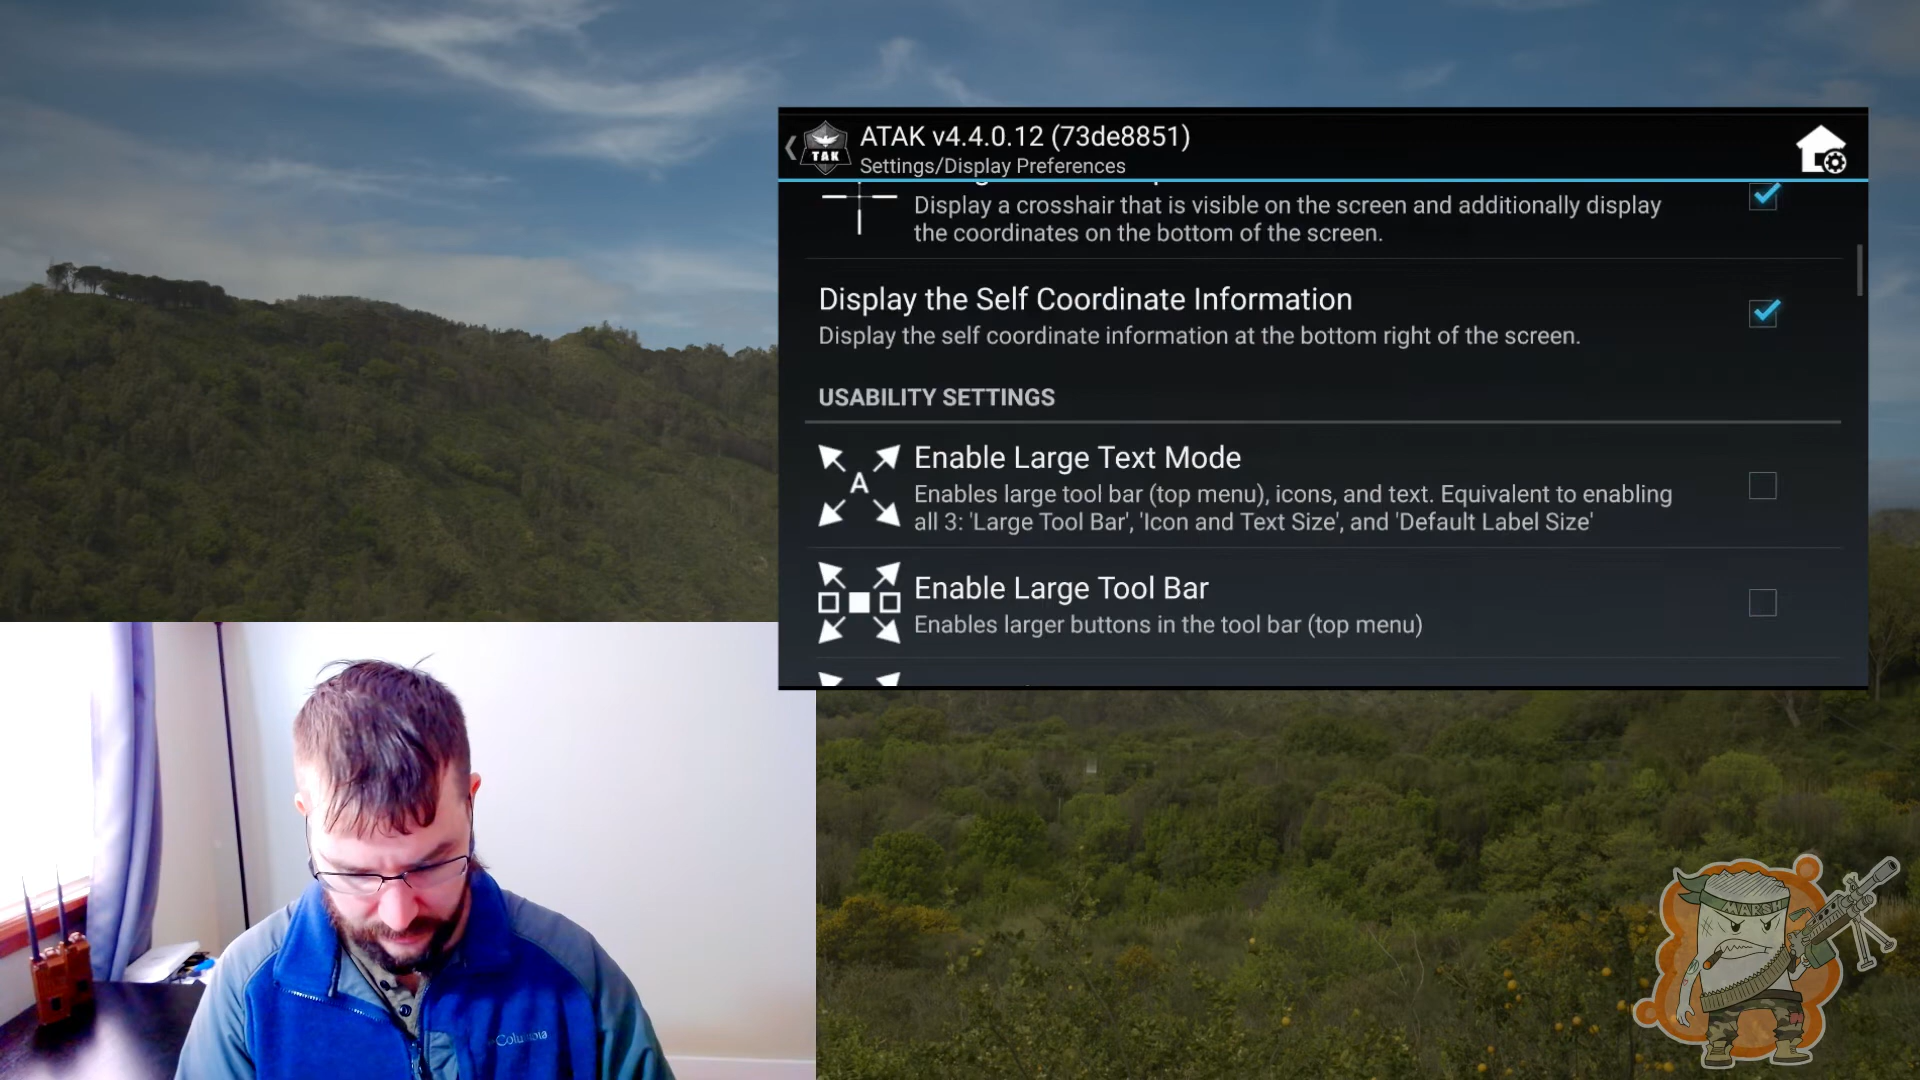 ATAK v4.4.0.12 (73de8851)
TAK
Settings/Display Preferences
Display a crosshair that is visible on the screen and additionally display
the coordinates on the bottom of the screen.
Display the Self Coordinate Information
Display the self coordinate information at the bottom right of the screen.
USABILITY SETTINGS
Enable Large Text Mode
A
Enables large tool bar (top menu), icons, and text. Equivalent to enabling
all 3: 'Large Tool Bar', 'Icon and Text Size', and 'Default Label Size'
Enable Large Tool Bar
Enables larger buttons in the tool bar (top menu)
MARSH
Columbia